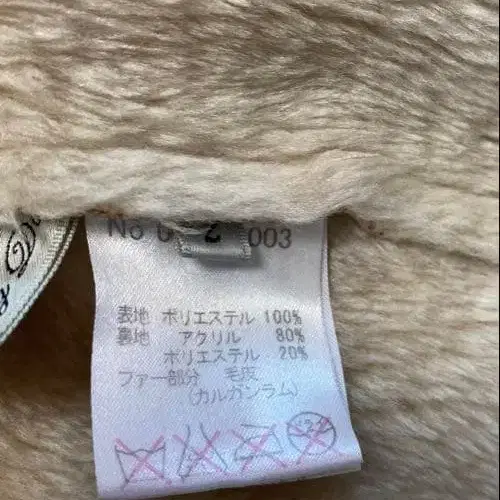 No 0
2
003
表地 ポリエステル 100%
裏地 アクリル 80%
ポリエステル 20%
ファー部分 毛皮
(カルガンラム)